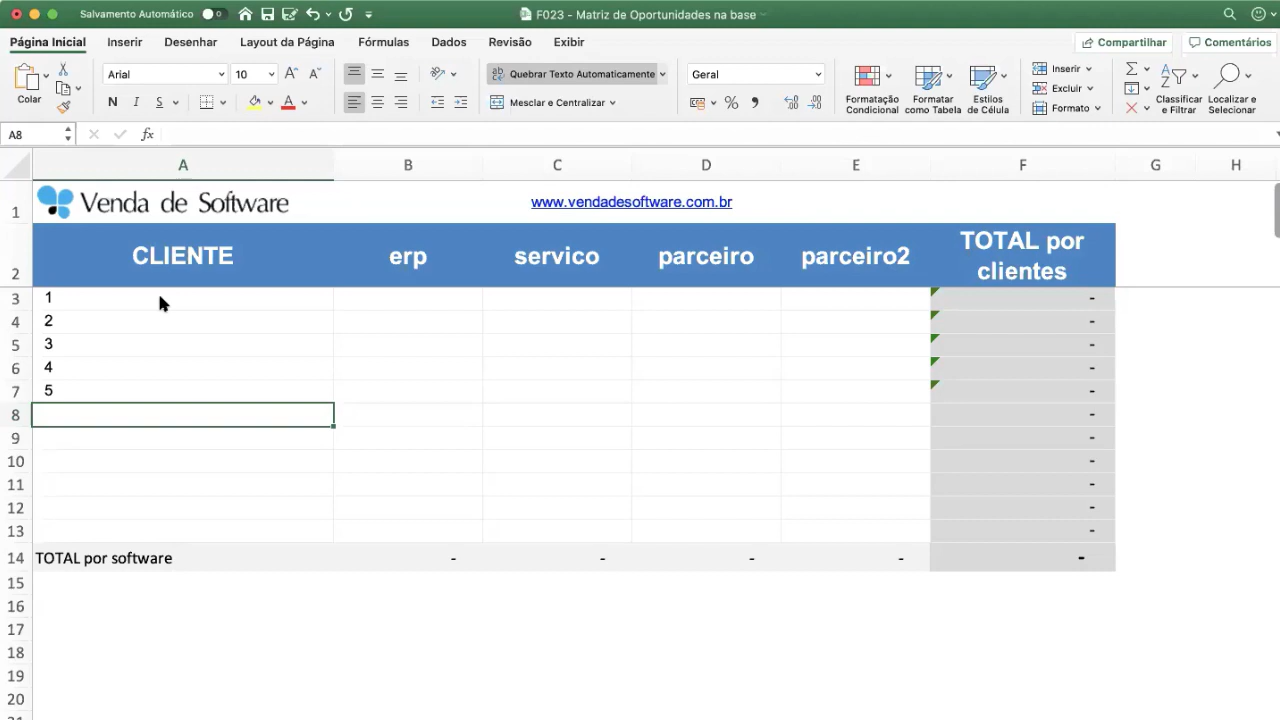 Salvamento Automático
F023 - Matriz de Oportunidades na base
Página Inicial Inserir Desenhar Layout da Página Fórmulas Dados Revisão Exibir Compartilhar Comentários
Colar
Arial 10
N I S
Quebrar Texto Automaticamente
Mesclar e Centralizar
Geral
%
Formatação Condicional
Formatar como Tabela
Estilos de Célula
Inserir
Excluir
Formato
Classificar e Filtrar
Localizar e Selecionar
A8 fx
A B C D E F G H
1 Venda de Software www.vendadesoftware.com.br
2 CLIENTE erp servico parceiro parceiro2 TOTAL por clientes
3 1 -
4 2 -
5 3 -
6 4 -
7 5 -
8 -
9 -
10 -
11 -
12 -
13 -
14 TOTAL por software - - - - -
15
16
17
18
19
20